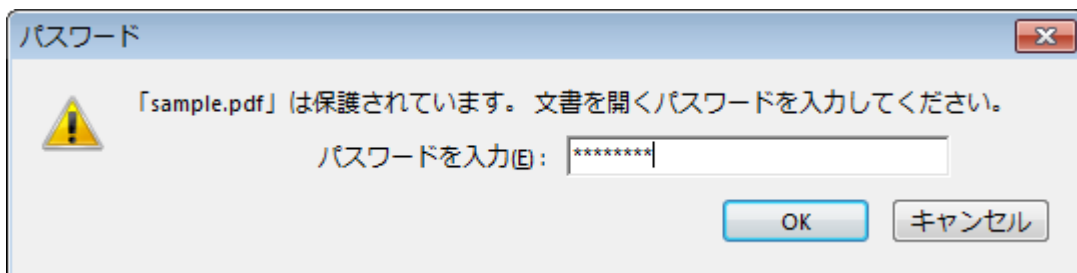 パスワード
「sample.pdf」は保護されています。 文書を開くパスワードを入力してください。
パスワードを入力(E): ********
OK キャンセル